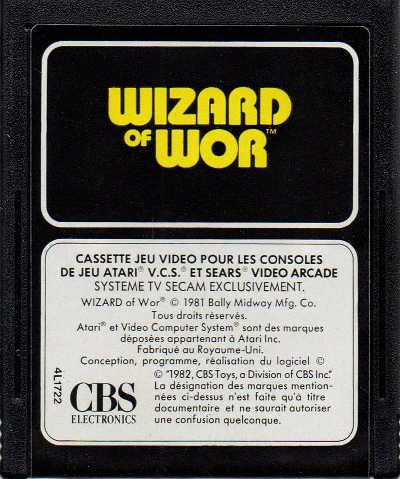 WIZARD
OF WOR™
CASSETTE JEU VIDEO POUR LES CONSOLES
DE JEU ATARI® V.C.S.® ET SEARS® VIDEO ARCADE
SYSTEME TV SECAM EXCLUSIVEMENT.
WIZARD of Wor® © 1981 Bally Midway Mfg. Co.
Tous droits réservés.
Atari® et Video Computer System® sont des marques
déposées appartenant à Atari Inc.
Fabriqué au Royaume-Uni.
Conception, programme, réalisation du logiciel ©
© "1982, CBS Toys, a Division of CBS Inc."
La désignation des marques mention-
nées ci-dessus n'est faite qu'à titre
documentaire et ne saurait autoriser
une confusion quelconque.
CBS
ELECTRONICS
4L1722